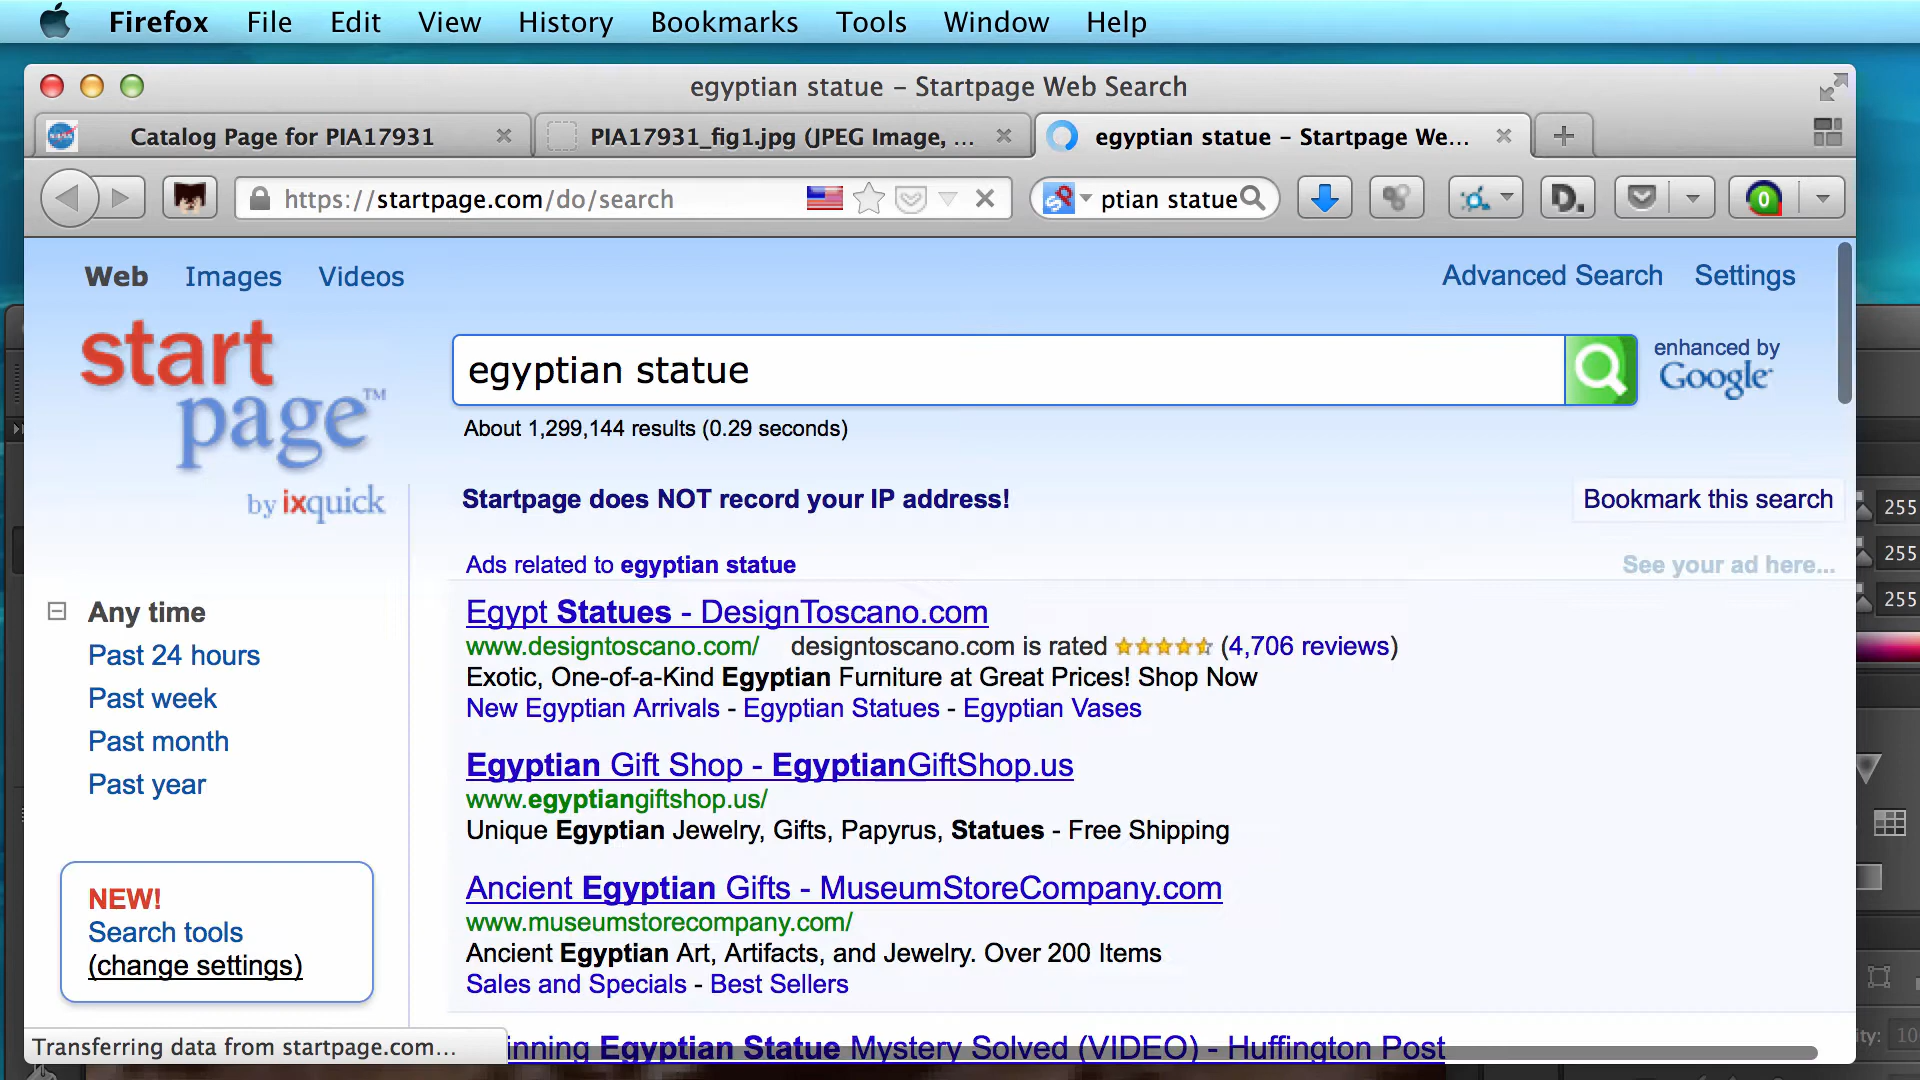 Firefox File Edit View History Bookmarks Tools Window Help
egyptian statue – Startpage Web Search
Catalog Page for PIA17931
PIA17931_fig1.jpg (JPEG Image, ...
egyptian statue – Startpage We...
https://startpage.com/do/search
ptian statue
D.
0
Web Images Videos
Advanced Search Settings
start
page™
by ixquick
egyptian statue
enhanced by
Google
About 1,299,144 results (0.29 seconds)
Startpage does NOT record your IP address!
Bookmark this search
255
255
255
Ads related to egyptian statue
See your ad here...
Any time
Past 24 hours
Past week
Past month
Past year
Egypt Statues - DesignToscano.com
www.designtoscano.com/ designtoscano.com is rated (4,706 reviews)
Exotic, One-of-a-Kind Egyptian Furniture at Great Prices! Shop Now
New Egyptian Arrivals - Egyptian Statues - Egyptian Vases
Egyptian Gift Shop - EgyptianGiftShop.us
www.egyptiangiftshop.us/
Unique Egyptian Jewelry, Gifts, Papyrus, Statues - Free Shipping
NEW!
Search tools
(change settings)
Ancient Egyptian Gifts - MuseumStoreCompany.com
www.museumstorecompany.com/
Ancient Egyptian Art, Artifacts, and Jewelry. Over 200 Items
Sales and Specials - Best Sellers
inning Egyptian Statue Mystery Solved (VIDEO) - Huffington Post
Transferring data from startpage.com...
ity: 10